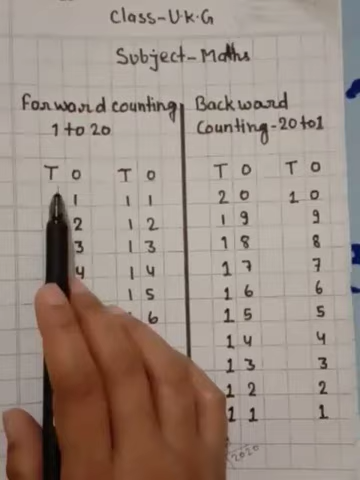 Class-U.K.G
Subject-Maths
Forward counting
1 to 20
T O T O
1 1 1
2 1 2
3 1 3
4 1 4
1 5
6
Backward
Counting-20 to 1
T O T O
2 0 1 0
1 9 9
1 8 8
1 7 7
1 6 6
1 5 5
1 4 4
1 3 3
1 2 2
1 1 1
2020